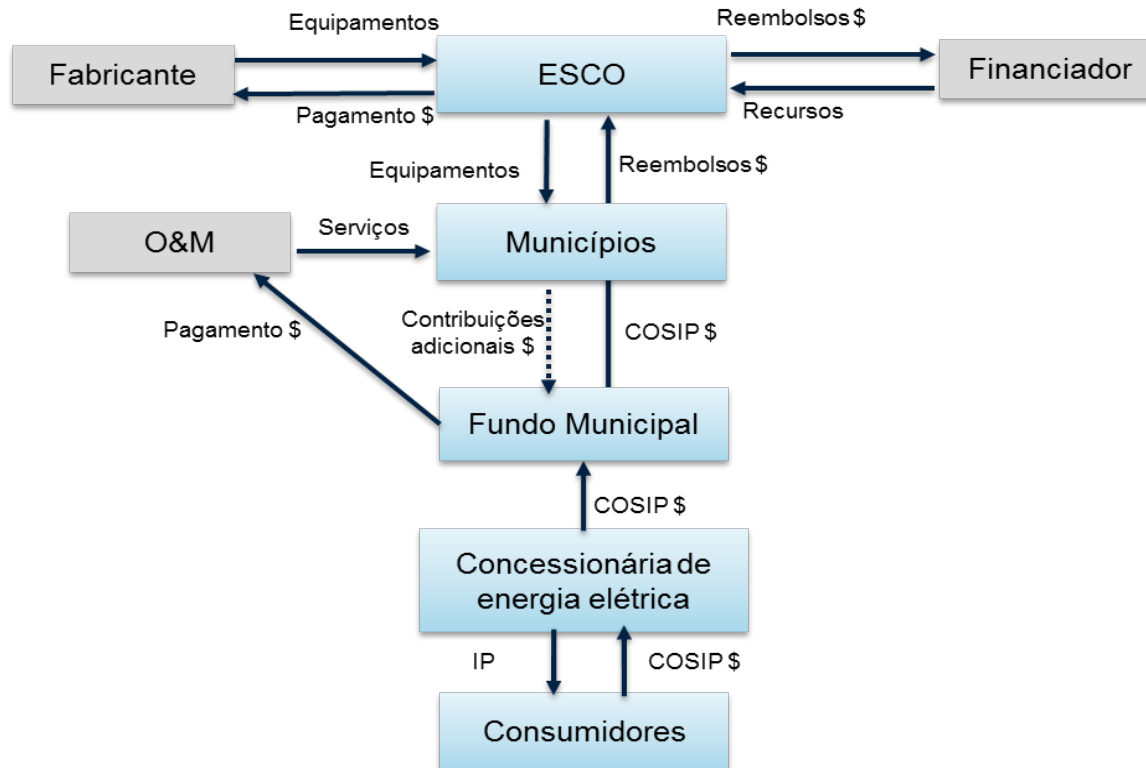 Equipamentos
Reembolsos $
Fabricante
ESCO
Financiador
Pagamento $
Recursos
Equipamentos
Reembolsos $
O&M
Serviços
Municípios
Pagamento $
Contribuições
adicionais $
COSIP $
Fundo Municipal
COSIP $
Concessionária de
energia elétrica
IP
COSIP $
Consumidores